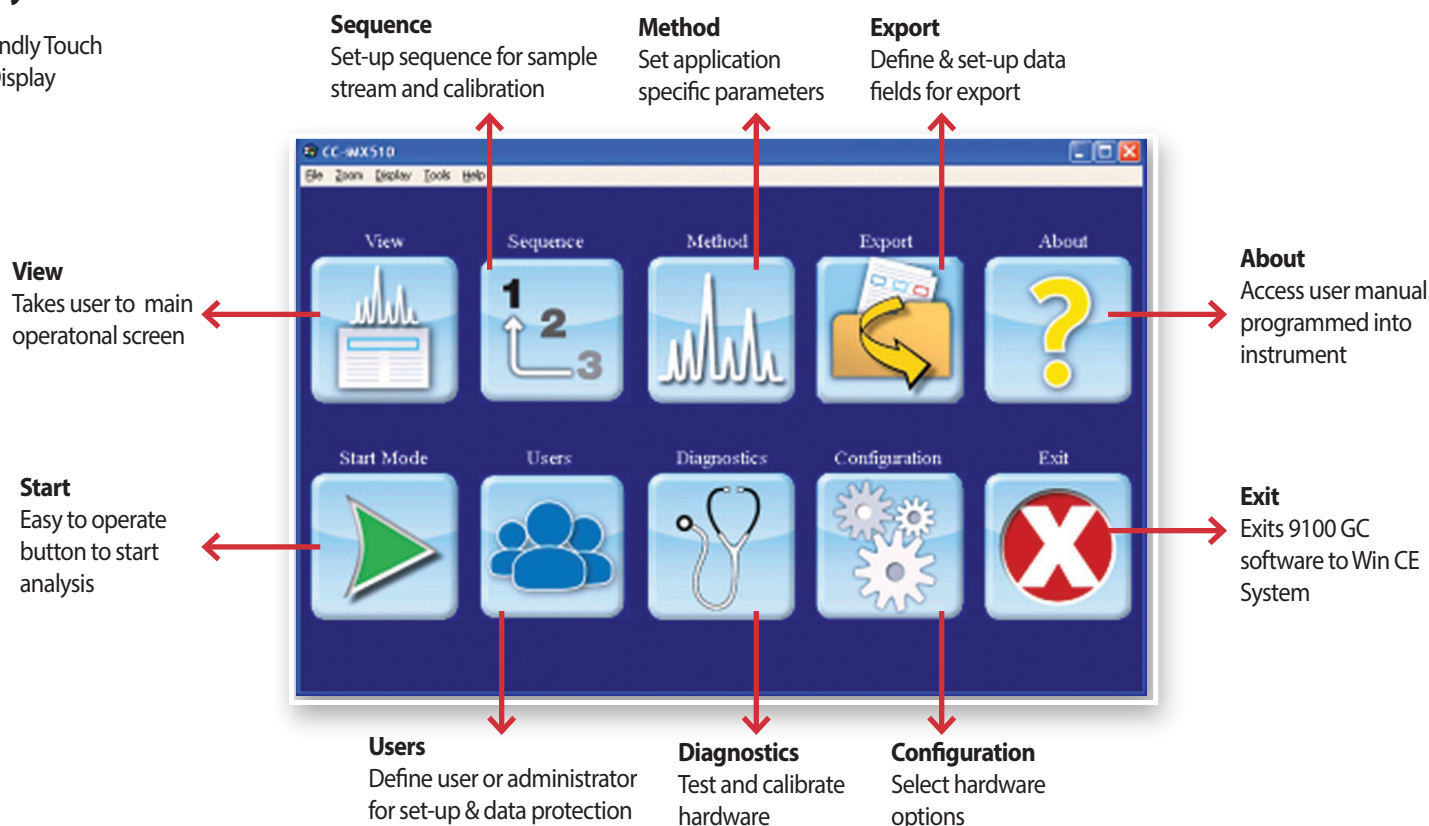 ndly Touch
isplay
Sequence
Set-up sequence for sample
stream and calibration
Method
Set application
specific parameters
Export
Define & set-up data
fields for export
CC-iMX510
File Zoom Display Tools Help
View
Sequence
Method
Export
About
1
2
3
View
Takes user to main
operatonal screen
About
Access user manual
programmed into
instrument
Start Mode
Users
Diagnostics
Configuration
Exit
Start
Easy to operate
button to start
analysis
X
Exit
Exits 9100 GC
software to Win CE
System
Users
Define user or administrator
for set-up & data protection
Diagnostics
Test and calibrate
hardware
Configuration
Select hardware
options